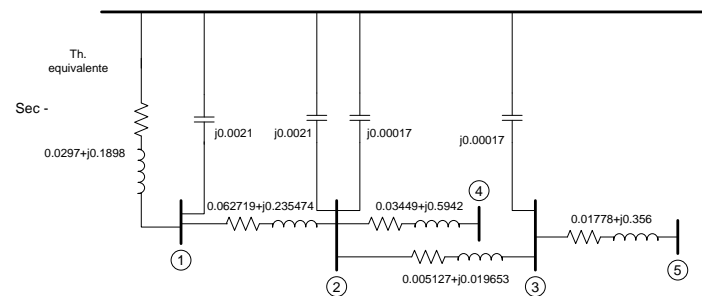 Th.
equivalente
Sec -
0.0297+j0.1898
j0.0021
j0.0021
j0.00017
j0.00017
0.062719+j0.235474
0.03449+j0.5942
4
0.01778+j0.356
1
2
0.005127+j0.019653
3
5